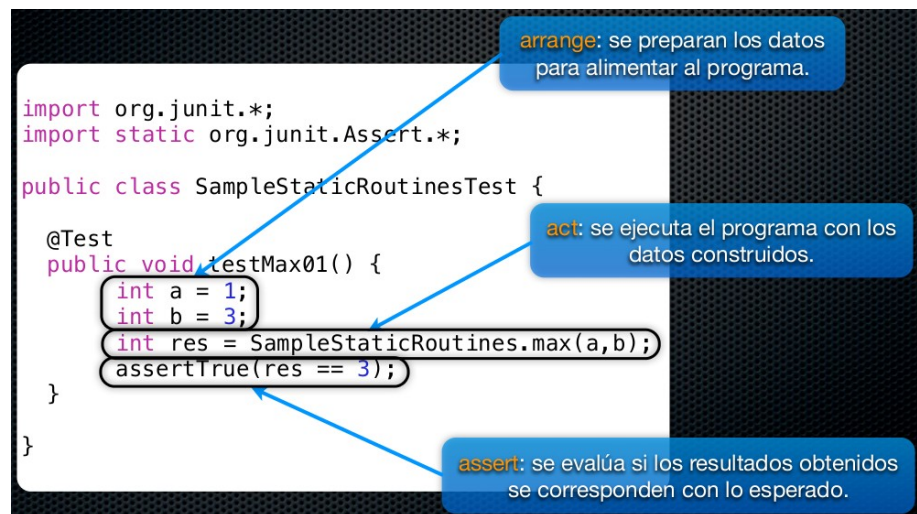 arrange: se preparan los datos
para alimentar al programa.
import org.junit.*;
import static org.junit.Assert.*;
public class SampleStaticRoutinesTest {
@Test
public void testMax01() {
int a = 1;
int b = 3;
int res = SampleStaticRoutines.max(a,b);
assertTrue(res == 3);
}
}
act: se ejecuta el programa con los
datos construidos.
assert: se evalúa si los resultados obtenidos
se corresponden con lo esperado.